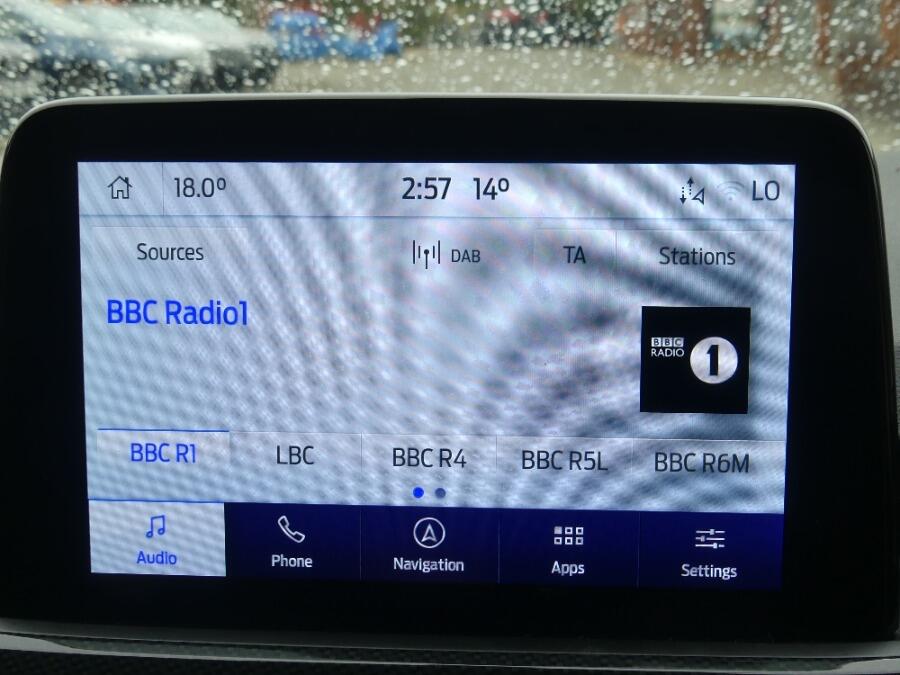 18.0° 2:57 14° LO
Sources DAB TA Stations
BBC Radio1
BBC
RADIO 1
BBC R1 LBC BBC R4 BBC R5L BBC R6M
Audio Phone Navigation Apps Settings